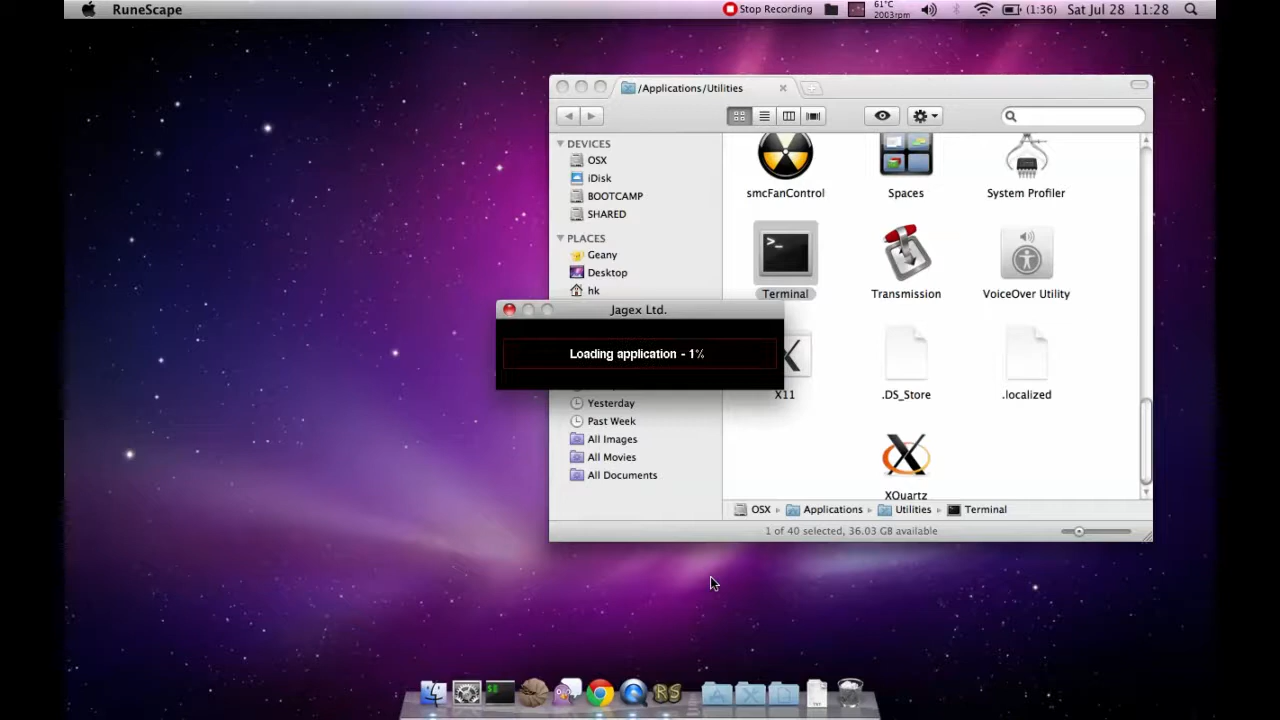 RuneScape
Stop Recording
61°C
2003rpm
(1:36)
Sat Jul 28 11:28
/Applications/Utilities
DEVICES
OSX
iDisk
BOOTCAMP
SHARED
PLACES
Geany
Desktop
hk
Yesterday
Past Week
All Images
All Movies
All Documents
smcFanControl
Spaces
System Profiler
>_
Terminal
Transmission
VoiceOver Utility
X11
.DS_Store
.localized
XQuartz
Jagex Ltd.
Loading application - 1%
OSX
Applications
Utilities
Terminal
1 of 40 selected, 36.03 GB available
$
RS
TXT